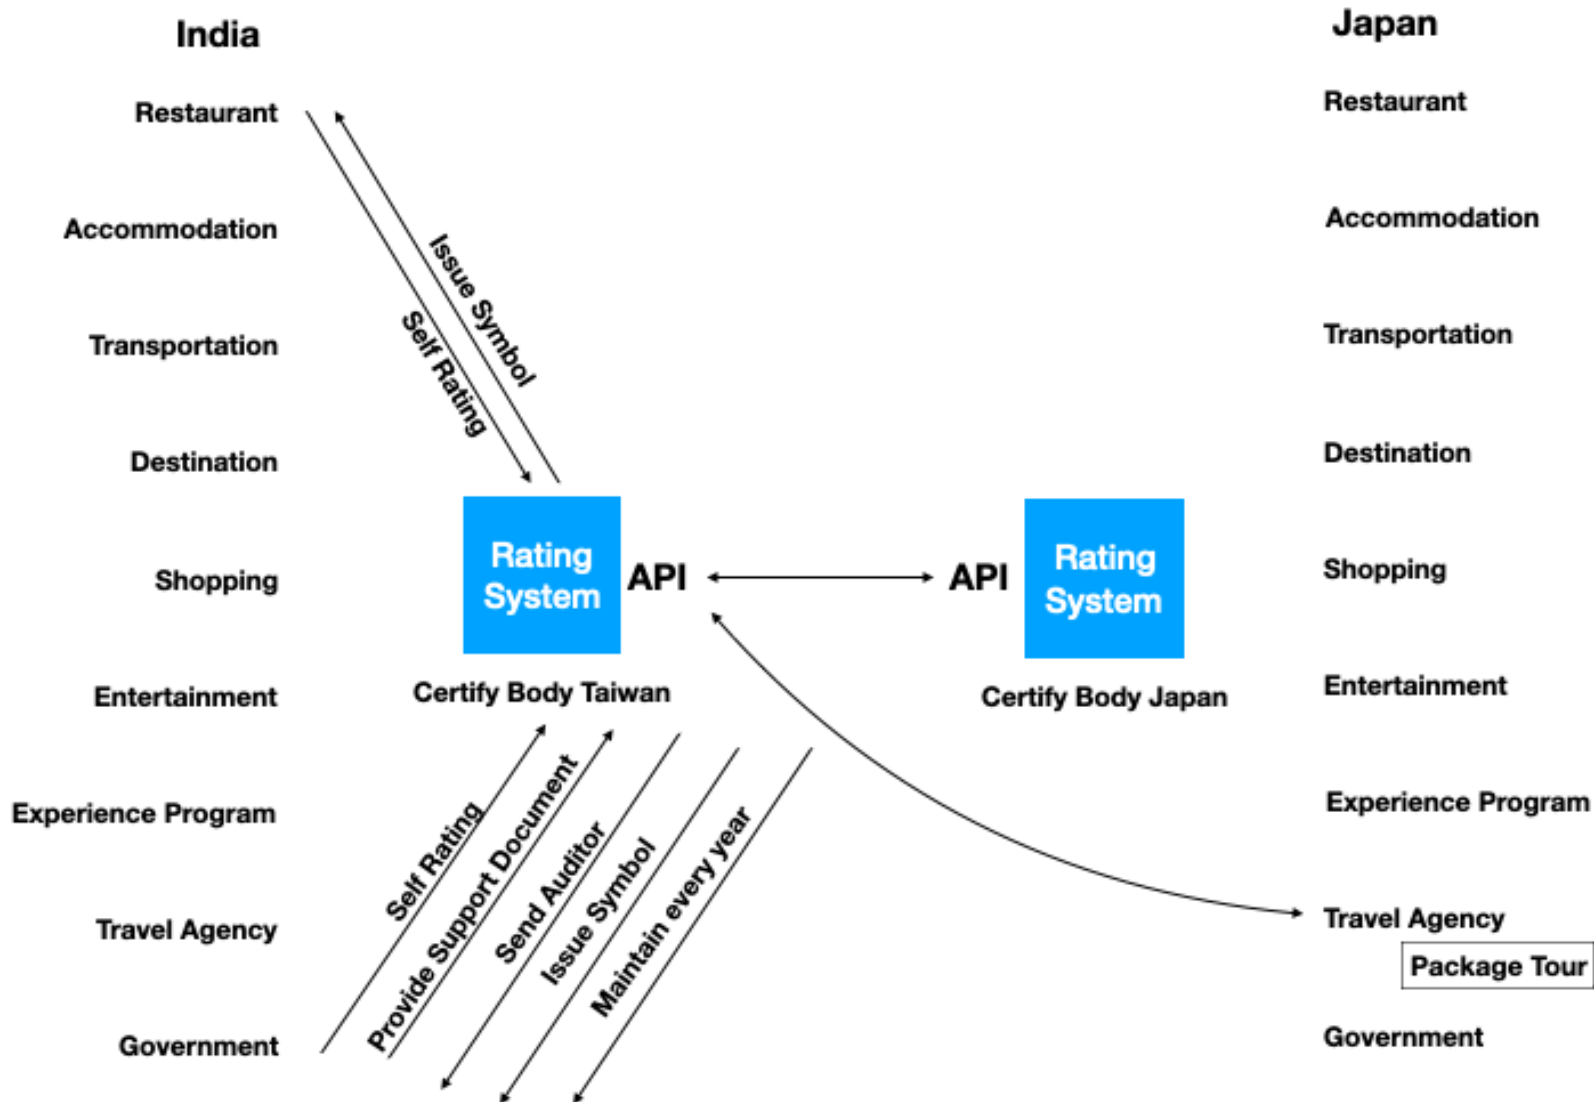 India
Restaurant
Accommodation
Transportation
Destination
Shopping
Entertainment
Experience Program
Travel Agency
Government
Issue Symbol
Self Rating
Rating
System
API
Certify Body Taiwan
Self Rating
Provide Support Document
Send Auditor
Issue Symbol
Maintain every year
API
Rating
System
Certify Body Japan
Japan
Restaurant
Accommodation
Transportation
Destination
Shopping
Entertainment
Experience Program
Travel Agency
Package Tour
Government